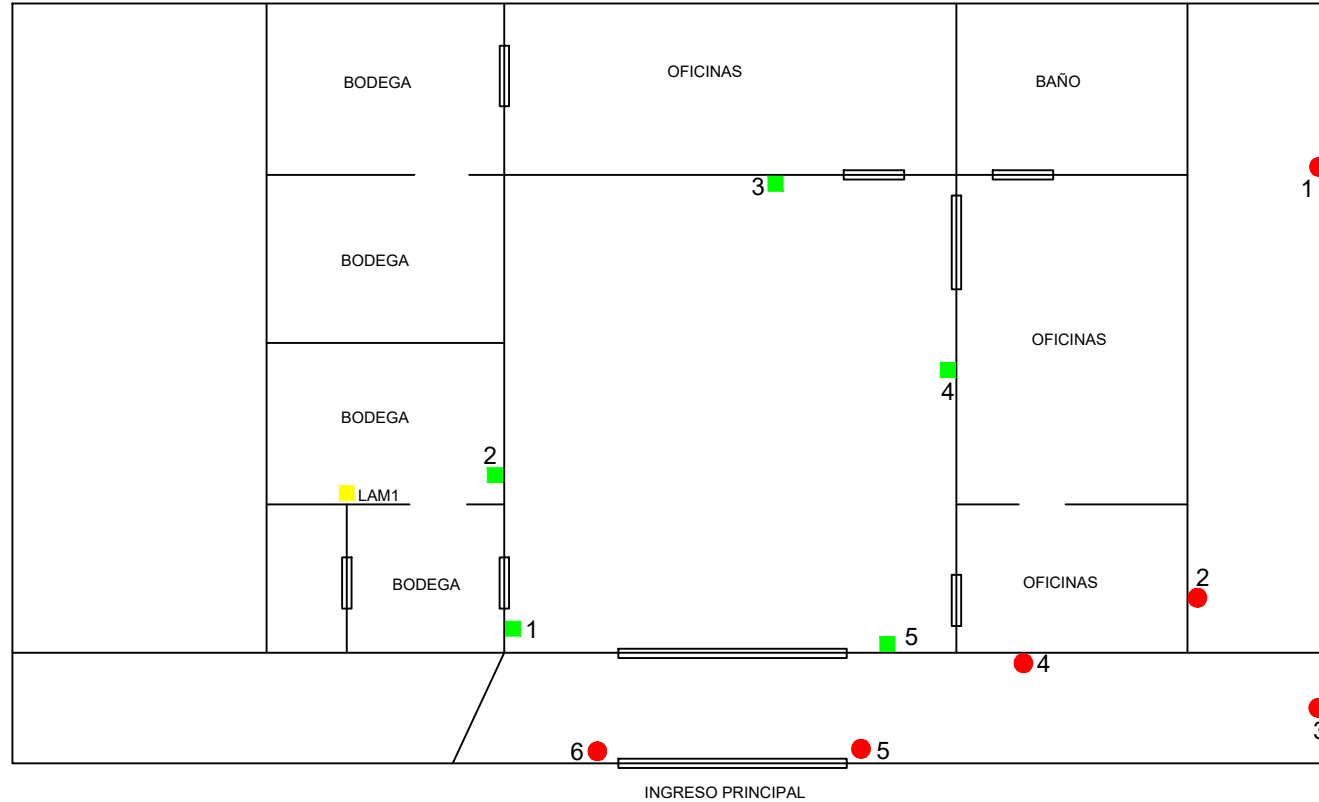 OFICINAS
BODEGA
BAÑO
3
1
BODEGA
OFICINAS
4
BODEGA
2
LAM1
BODEGA
OFICINAS
2
1
5
4
3
6
5
INGRESO PRINCIPAL